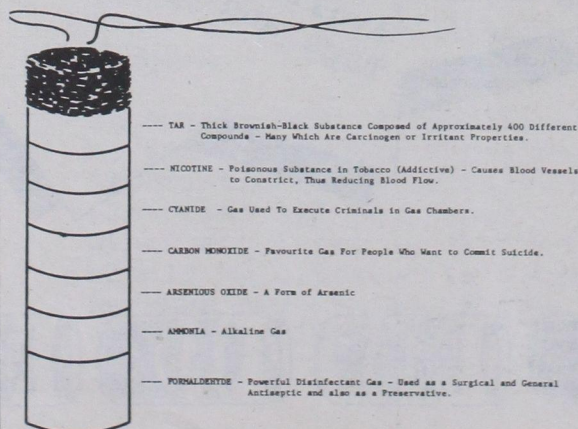 ---- TAR - Thick Brownish-Black Substance Composed of Approximately 400 Different
Compounds - Many Which Are Carcinogen or Irritant Properties.
---- NICOTINE - Poisonous Substance in Tobacco (Addictive) - Causes Blood Vessels
to Constrict, Thus Reducing Blood Flow.
---- CYANIDE - Gas Used To Execute Criminals in Gas Chambers.
---- CARBON MONOXIDE - Favourite Gas For People Who Want to Commit Suicide.
---- ARSENIOUS OXIDE - A Form of Arsenic
---- AMMONIA - Alkaline Gas
---- FORMALDEHYDE - Powerful Disinfectant Gas - Used as a Surgical and General
Antiseptic and also as a Preservative.